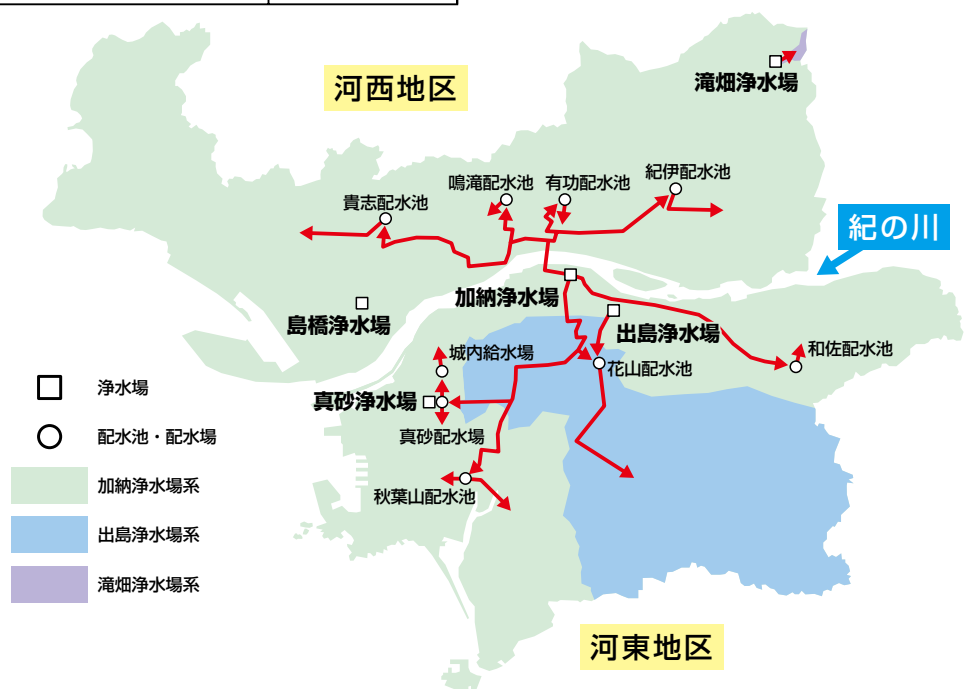 河西地区
滝畑浄水場
紀伊配水池
鳴滝配水池
有功配水池
貴志配水池
紀の川
加納浄水場
島橋浄水場
出島浄水場
城内給水場
和佐配水池
花山配水池
浄水場
真砂浄水場
配水池・配水場
真砂配水場
加納浄水場系
秋葉山配水池
出島浄水場系
滝畑浄水場系
河東地区